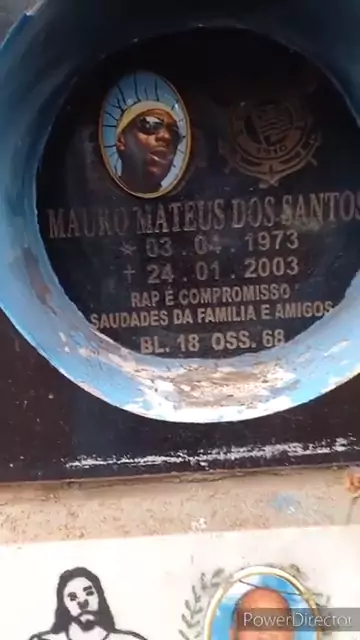 1910
MAURO MATEUS DOS SANTOS
* 03 . 04 . 1973
† 24 . 01 . 2003
RAP É COMPROMISSO
SAUDADES DA FAMILIA E AMIGOS
BL. 18 OSS. 68
PowerDirector